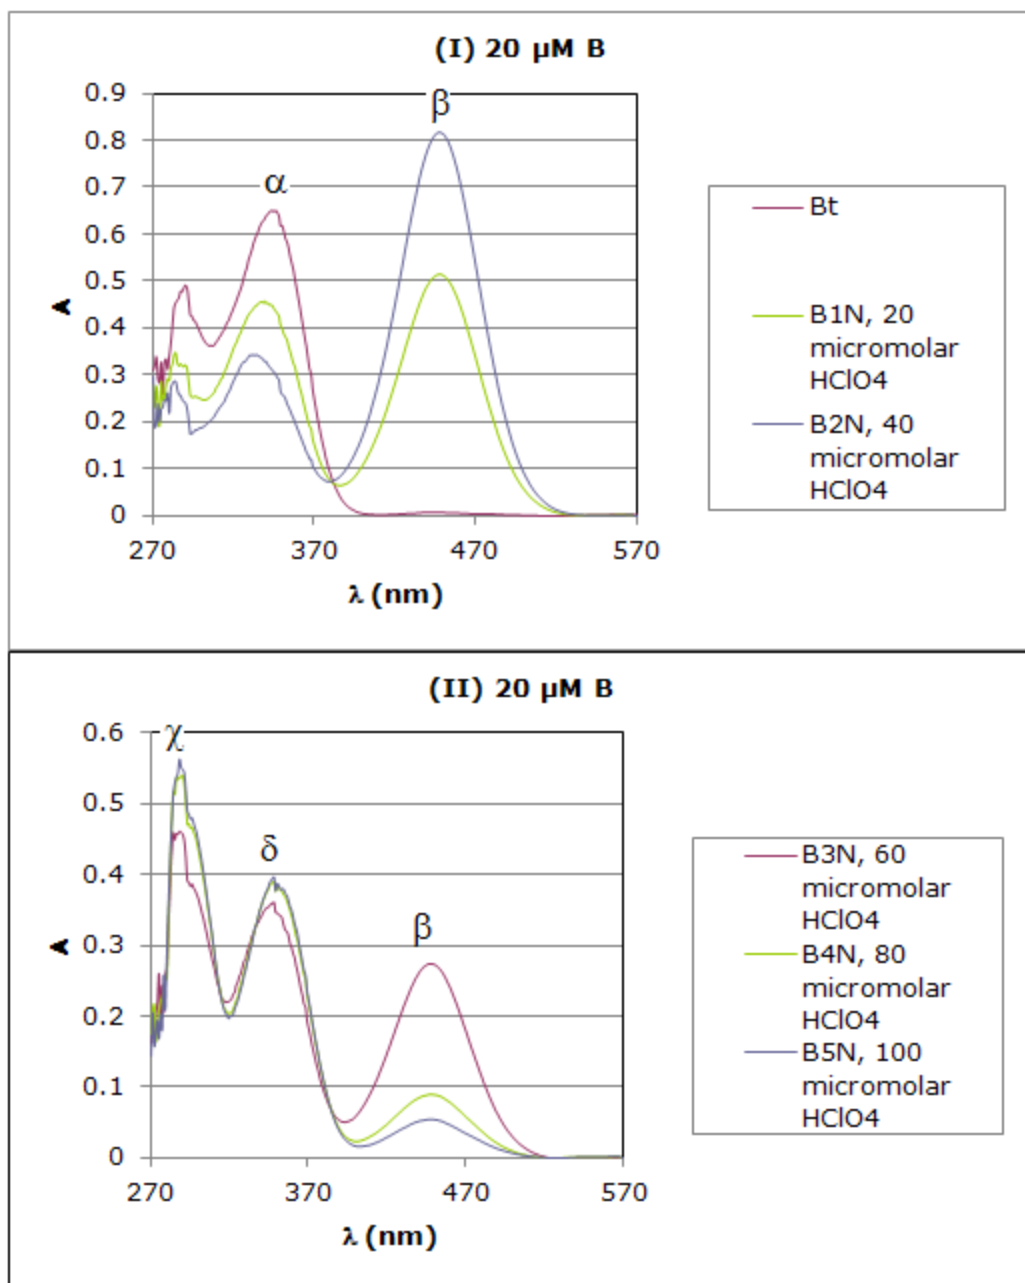 (I) 20 µM B
0.9
0.8
0.7
0.6
0.5
0.4
0.3
0.2
0.1
0
A
α
β
270
370
470
570
λ (nm)
Bt
B1N, 20
micromolar
HClO4
B2N, 40
micromolar
HClO4
(II) 20 µM B
0.6
0.5
0.4
0.3
0.2
0.1
0
A
χ
δ
β
270
370
470
570
λ (nm)
B3N, 60
micromolar
HClO4
B4N, 80
micromolar
HClO4
B5N, 100
micromolar
HClO4